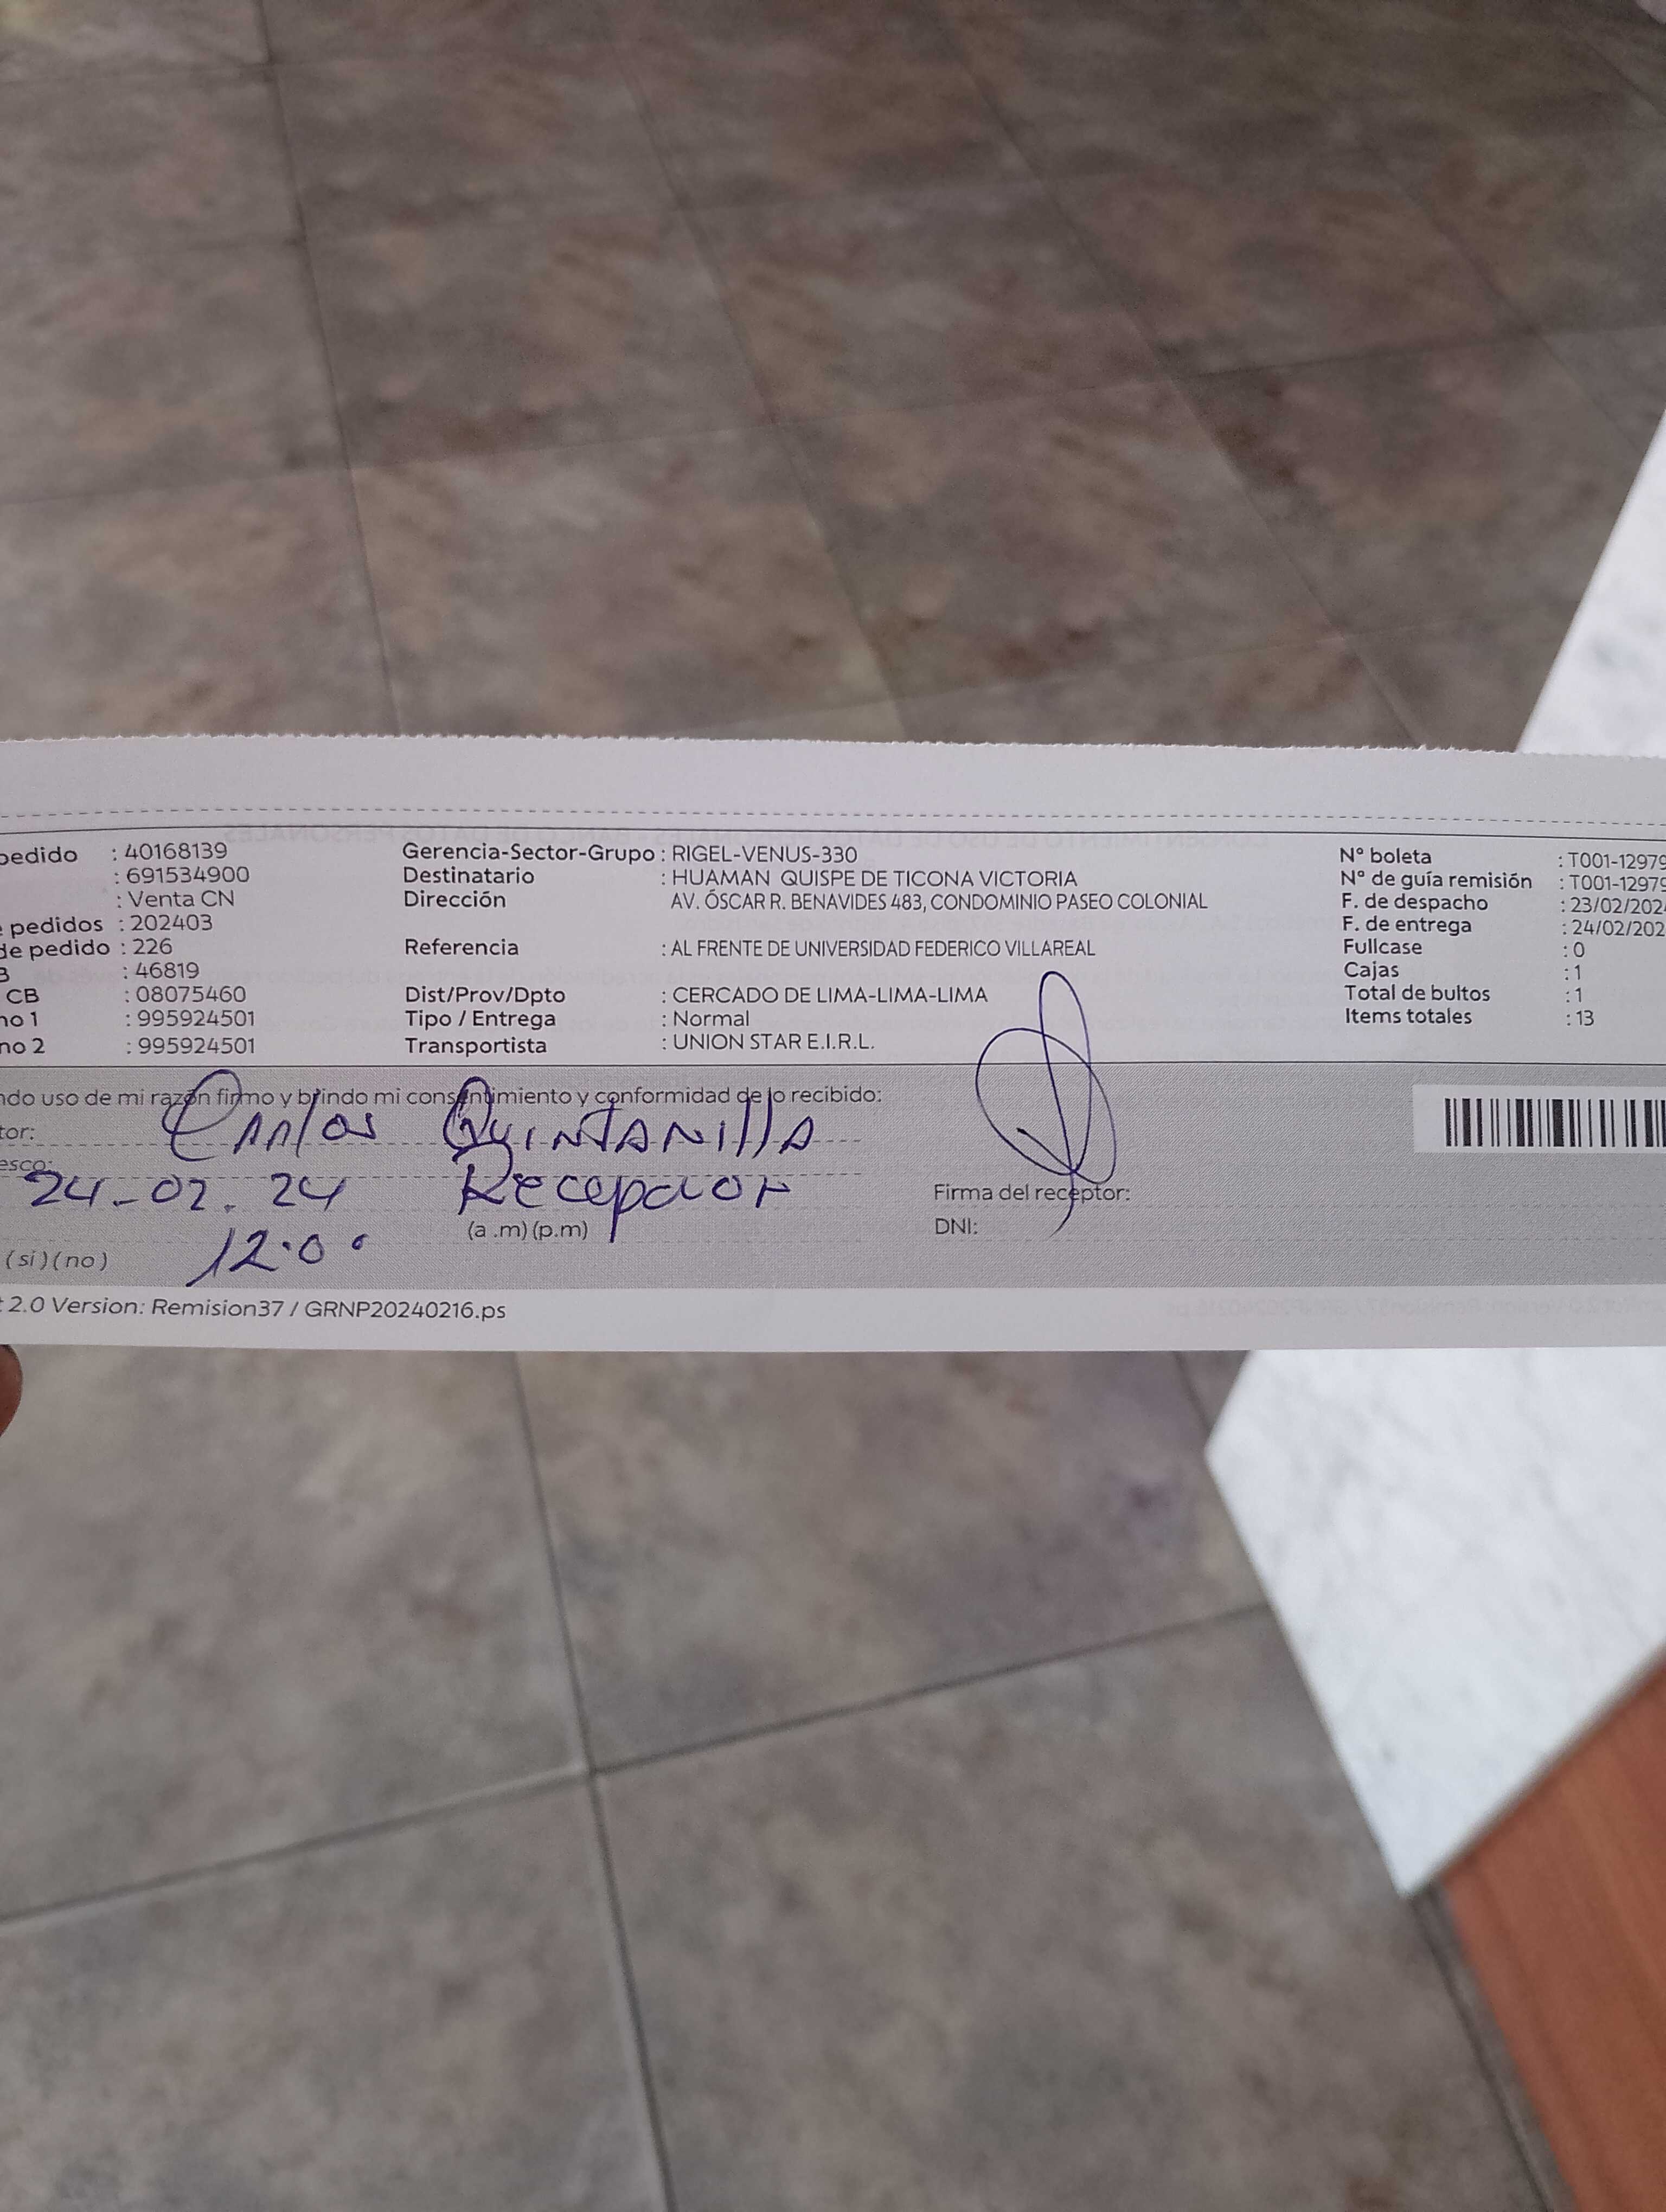 pedido : 40168139 Gerencia-Sector-Grupo : RIGEL-VENUS-330 N° boleta : T001-12979
: 691534900 Destinatario : HUAMAN QUISPE DE TICONA VICTORIA N° de guía remisión : T001-12979
: Venta CN Dirección AV. ÓSCAR R. BENAVIDES 483, CONDOMINIO PASEO COLONIAL F. de despacho : 23/02/202
pedidos : 202403 F. de entrega : 24/02/202
de pedido : 226 Referencia : AL FRENTE DE UNIVERSIDAD FEDERICO VILLAREAL Fullcase : 0
: 46819 Cajas : 1
CB : 08075460 Dist/Prov/Dpto : CERCADO DE LIMA-LIMA-LIMA Total de bultos : 1
no 1 : 995924501 Tipo / Entrega : Normal Items totales : 13
no 2 : 995924501 Transportista : UNION STAR E.I.R.L.
ndo uso de mi razón firmo y brindo mi consentimiento y conformidad de lo recibido:
tor: Carlos Quintanilla
esco:
24-02.24 Recepcion Firma del receptor:
(a .m) (p.m) DNI:
(si) (no) 12.00
t 2.0 Version: Remision37 / GRNP20240216.ps